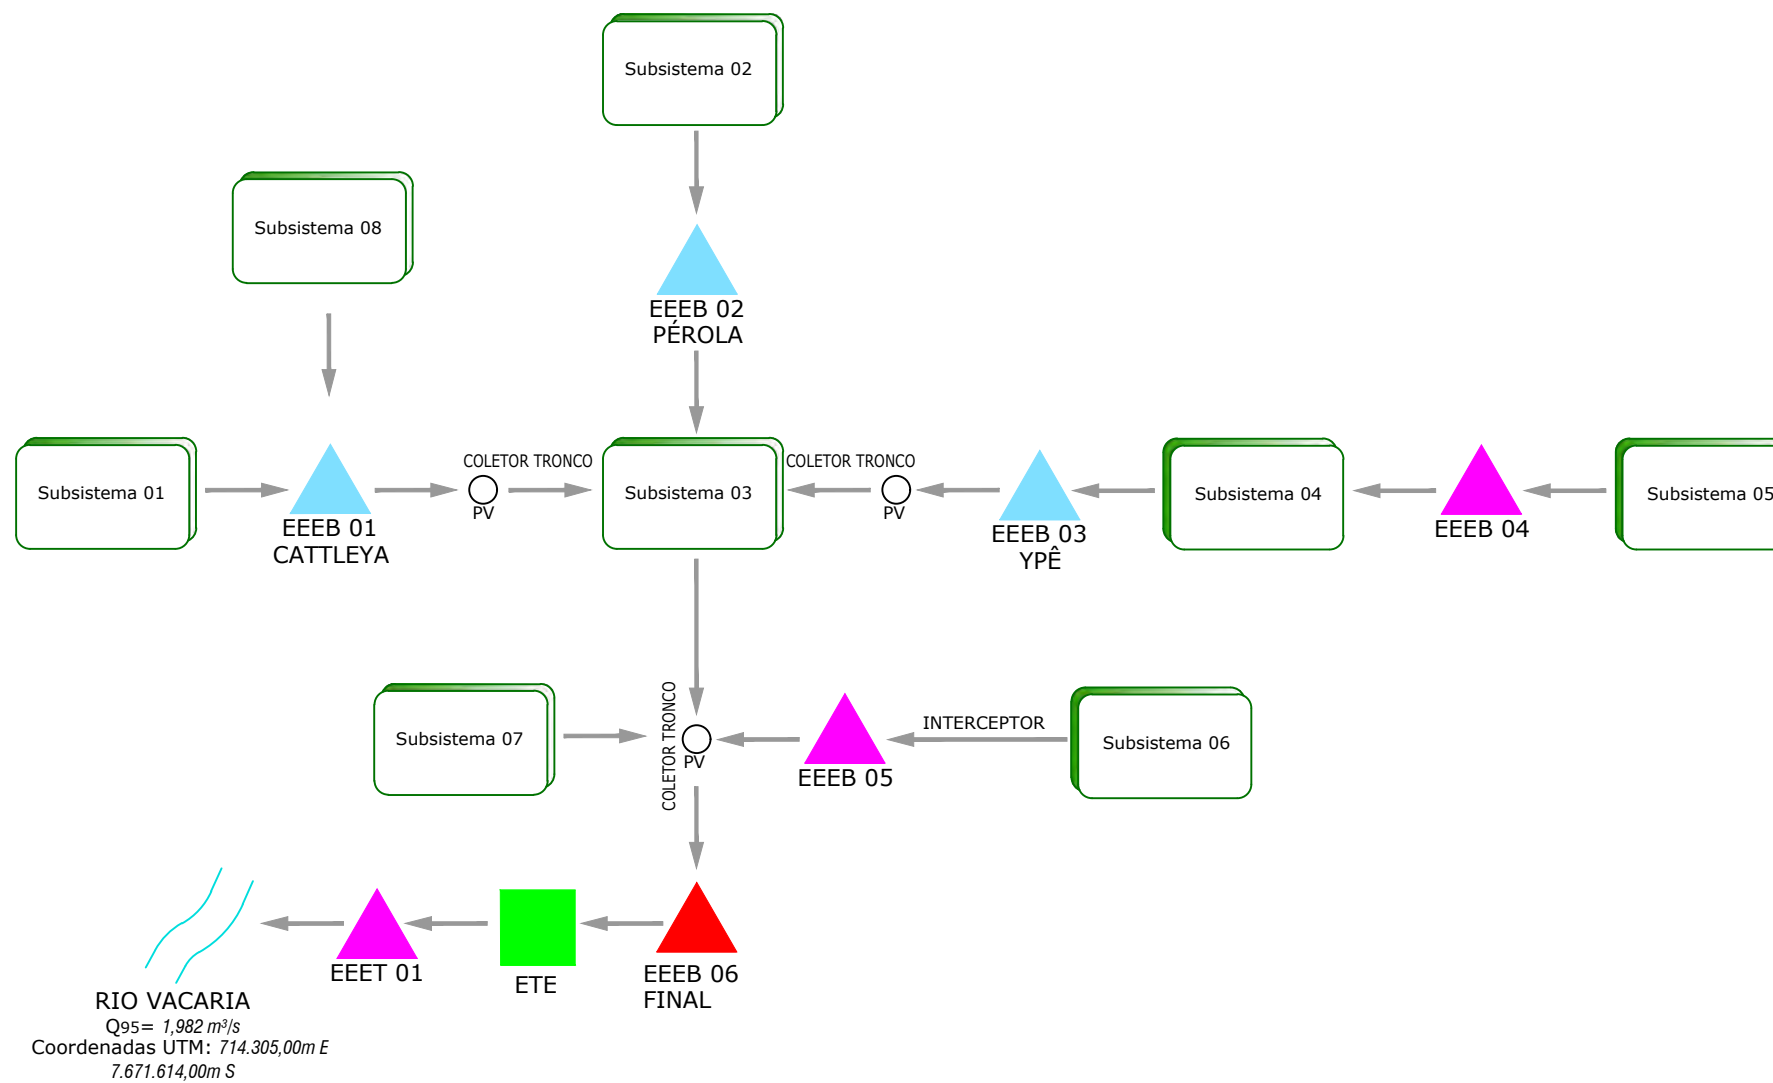 Subsistema 02
Subsistema 08
EEEB 02
PÉROLA
Subsistema 01
EEEB 01
CATTLEYA
COLETOR TRONCO
PV
Subsistema 03
COLETOR TRONCO
PV
EEEB 03
YPÊ
Subsistema 04
EEEB 04
Subsistema 05
Subsistema 07
COLETOR TRONCO
PV
EEEB 05
INTERCEPTOR
Subsistema 06
EEET 01
ETE
EEEB 06
FINAL
RIO VACARIA
Q95= 1,982 m³/s
Coordenadas UTM: 714.305,00m E
7.671.614,00m S